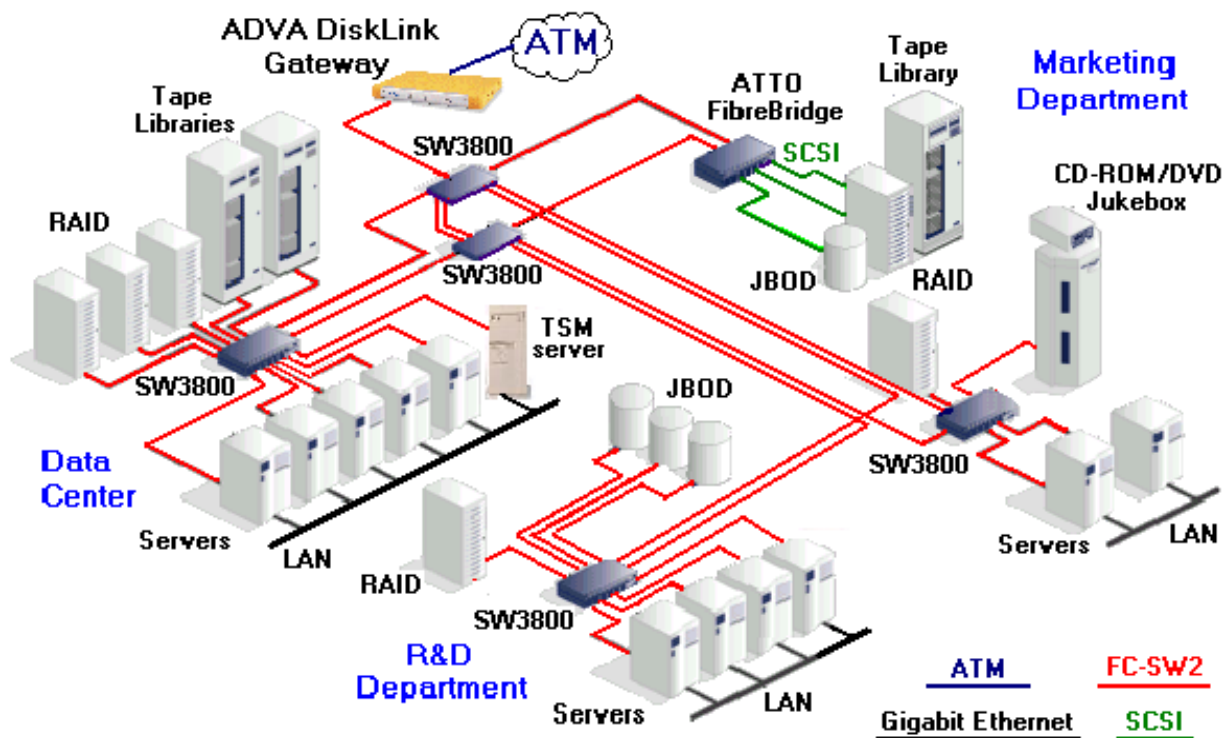 ADVA DiskLink
Gateway
ATM
Tape
Libraries
SW3800
ATTO
FibreBridge
SCSI
Tape
Library
Marketing
Department
CD-ROM/DVD
Jukebox
RAID
SW3800
JBOD
RAID
TSM
server
SW3800
JBOD
SW3800
Data
Center
Servers
LAN
RAID
SW3800
Servers
LAN
R&D
Department
Servers
LAN
ATM
FC-SW2
Gigabit Ethernet
SCSI